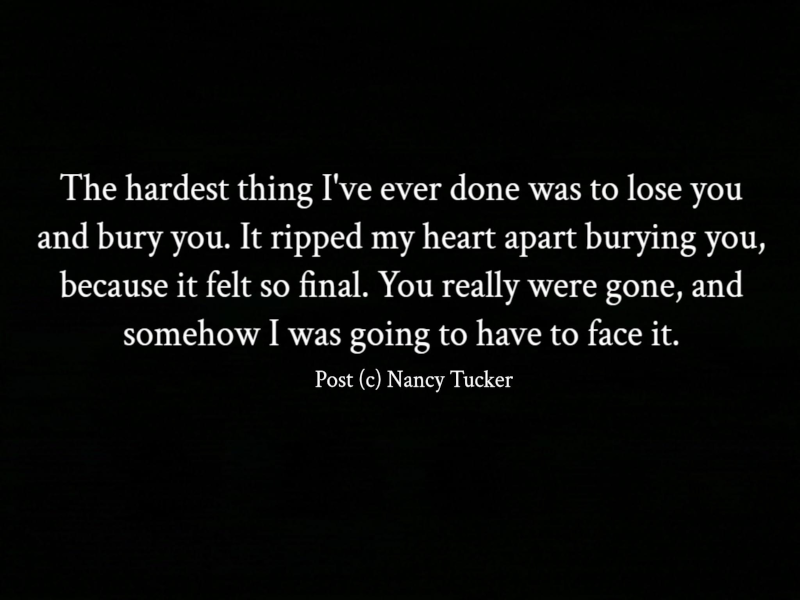 The hardest thing I've ever done was to lose you
and bury you. It ripped my heart apart burying you,
because it felt so final. You really were gone, and
somehow I was going to have to face it.
Post (c) Nancy Tucker